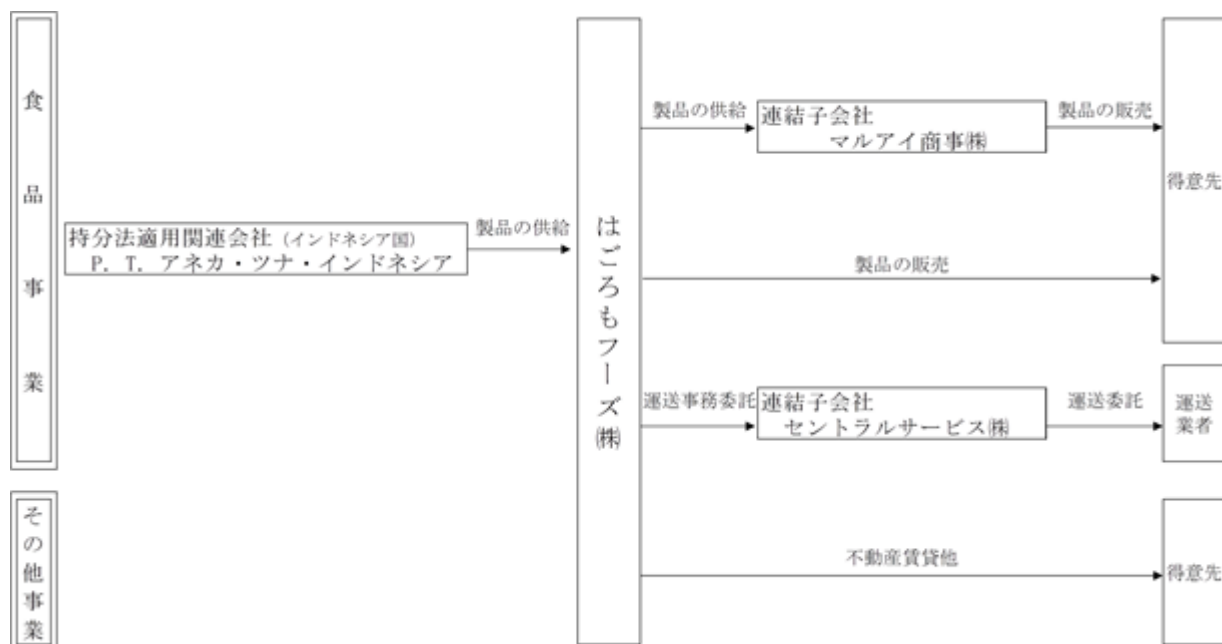 食品事業
持分法適用関連会社（インドネシア国）
P．T．アネカ・ツナ・インドネシア
製品の供給
はごろもフーズ㈱
製品の供給
連結子会社
マルアイ商事㈱
製品の販売
得意先
製品の販売
運送事務委託
連結子会社
セントラルサービス㈱
運送委託
運送
業者
その他事業
不動産賃貸他
得意先